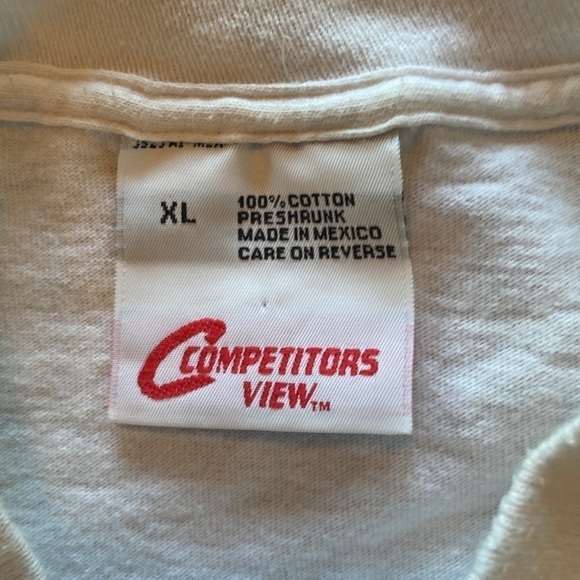 XL
100% COTTON
PRESHRUNK
MADE IN MEXICO
CARE ON REVERSE
COMPETITORS
VIEW™